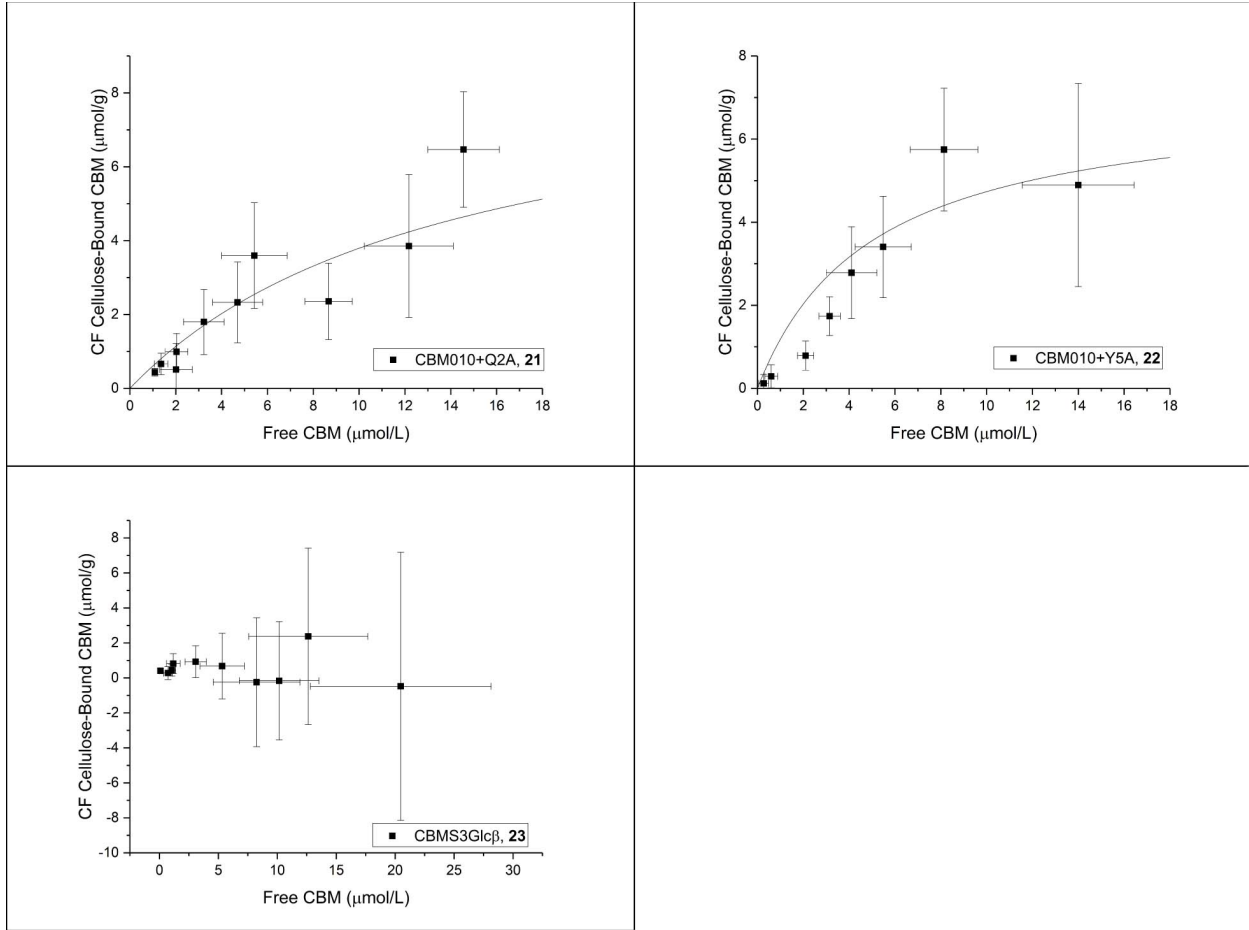 CF Cellulose-Bound CBM (μmol/g)
8
6
4
2
0
0 2 4 6 8 10 12 14 16 18
Free CBM (μmol/L)
CBM010+Q2A, 21
CF Cellulose-Bound CBM (μmol/g)
8
6
4
2
0
0 2 4 6 8 10 12 14 16 18
Free CBM (μmol/L)
CBM010+Y5A, 22
CF Cellulose-Bound CBM (μmol/g)
8
6
4
2
0
-2
-4
-6
-8
-10
0 5 10 15 20 25 30
Free CBM (μmol/L)
CBMS3Glcβ, 23